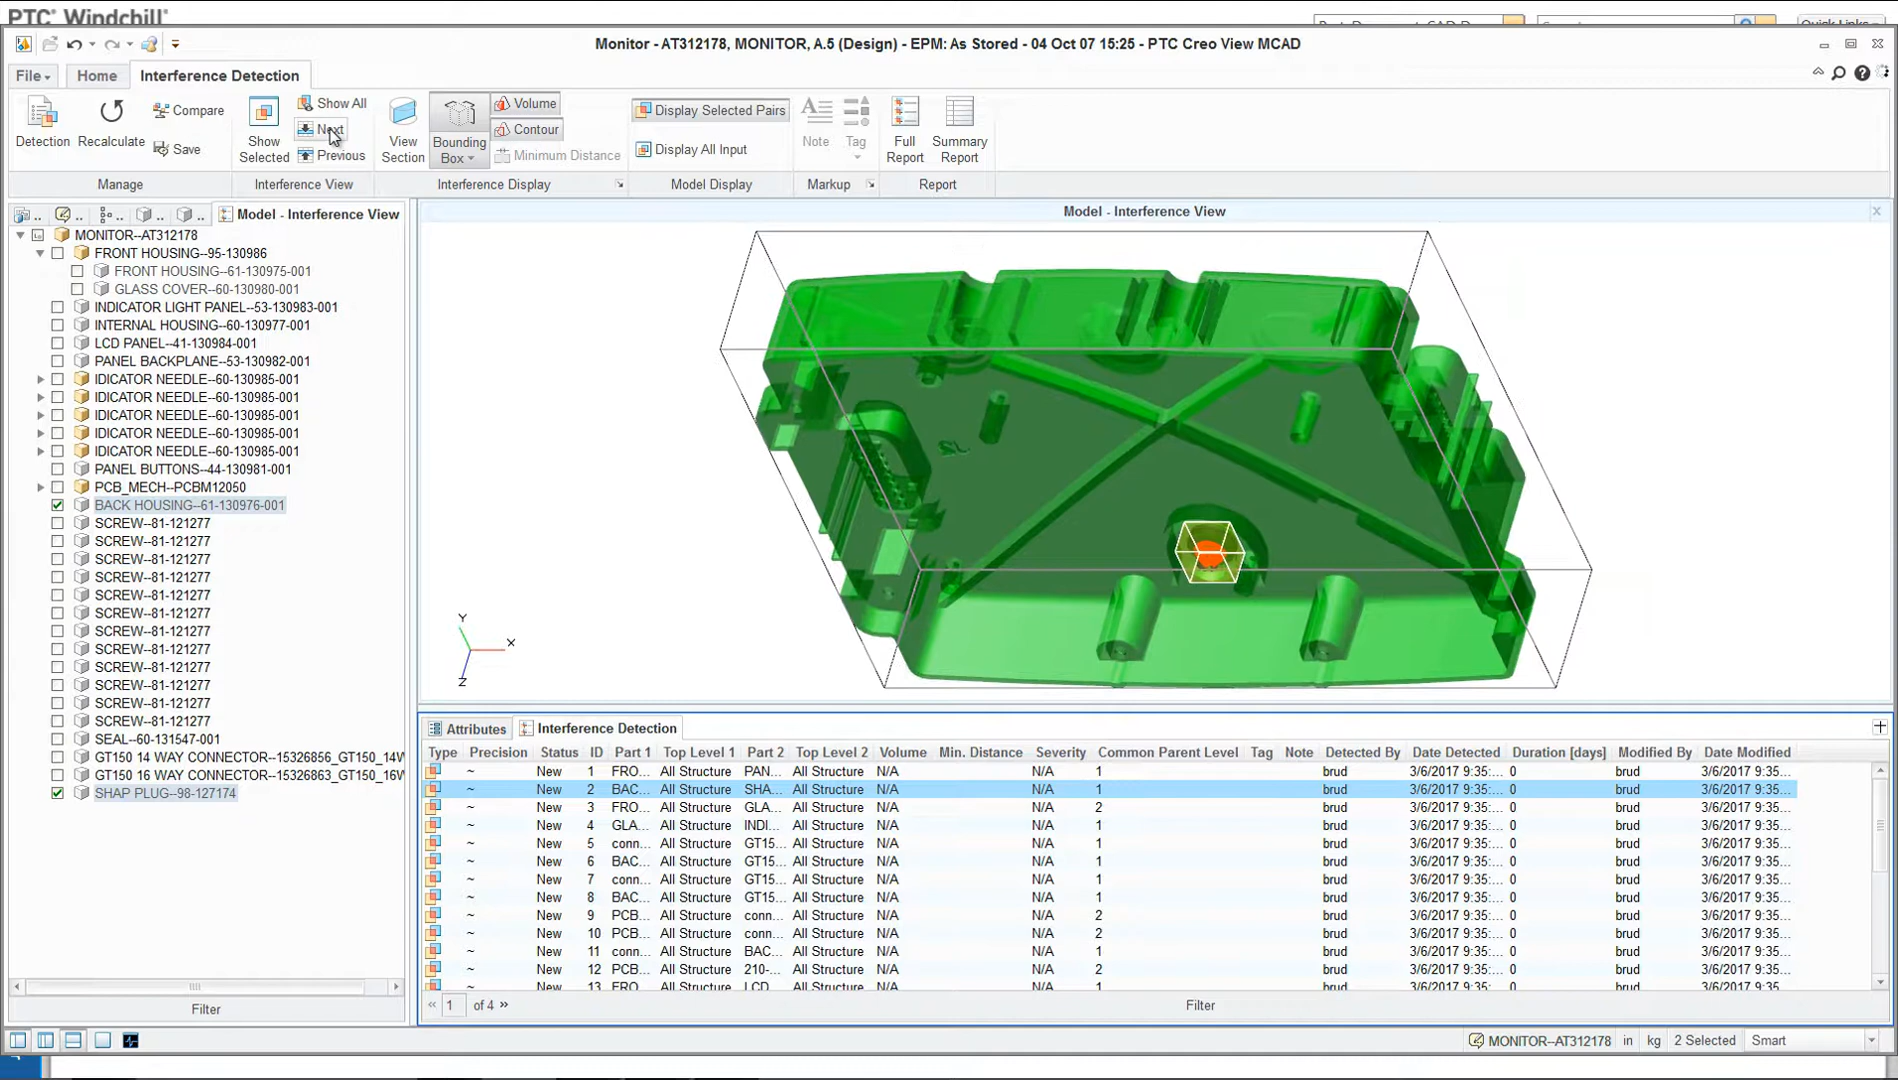 PTC® Windchill
Quick Links
Monitor - AT312178, MONITOR, A.5 (Design) - EPM: As Stored - 04 Oct 07 15:25 - PTC Creo View MCAD
File Home Interference Detection
Detection
Recalculate
Compare
Save
Manage
Show Selected
Show All
Next
Previous
Interference View
View Section
Bounding Box
Volume
Contour
Minimum Distance
Interference Display
Display Selected Pairs
Display All Input
Model Display
Note
Tag
Markup
Full Report
Summary Report
Report
Model - Interference View
MONITOR--AT312178
FRONT HOUSING--95-130986
FRONT HOUSING--61-130975-001
GLASS COVER--60-130980-001
INDICATOR LIGHT PANEL--53-130983-001
INTERNAL HOUSING--60-130977-001
LCD PANEL--41-130984-001
PANEL BACKPLANE--53-130982-001
IDICATOR NEEDLE--60-130985-001
IDICATOR NEEDLE--60-130985-001
IDICATOR NEEDLE--60-130985-001
IDICATOR NEEDLE--60-130985-001
IDICATOR NEEDLE--60-130985-001
PANEL BUTTONS--44-130981-001
PCB_MECH--PCBM12050
BACK HOUSING--61-130976-001
SCREW--81-121277
SCREW--81-121277
SCREW--81-121277
SCREW--81-121277
SCREW--81-121277
SCREW--81-121277
SCREW--81-121277
SCREW--81-121277
SCREW--81-121277
SCREW--81-121277
SCREW--81-121277
SCREW--81-121277
SEAL--60-131547-001
GT150 14 WAY CONNECTOR--15326856_GT150_14W
GT150 16 WAY CONNECTOR--15326863_GT150_16W
SHAP PLUG--98-127174
Filter
Model - Interference View
Y
X
Z
Attributes Interference Detection
Type Precision Status ID Part 1 Top Level 1 Part 2 Top Level 2 Volume Min. Distance Severity Common Parent Level Tag Note Detected By Date Detected Duration [days] Modified By Date Modified
~ New 1 FRO... All Structure PAN... All Structure N/A N/A 1 brud 3/6/2017 9:35:... 0 brud 3/6/2017 9:35...
~ New 2 BAC... All Structure SHA... All Structure N/A N/A 1 brud 3/6/2017 9:35:... 0 brud 3/6/2017 9:35...
~ New 3 FRO... All Structure GLA... All Structure N/A N/A 2 brud 3/6/2017 9:35:... 0 brud 3/6/2017 9:35...
~ New 4 GLA... All Structure INDI... All Structure N/A N/A 1 brud 3/6/2017 9:35:... 0 brud 3/6/2017 9:35...
~ New 5 conn... All Structure GT15... All Structure N/A N/A 1 brud 3/6/2017 9:35:... 0 brud 3/6/2017 9:35...
~ New 6 BAC... All Structure GT15... All Structure N/A N/A 1 brud 3/6/2017 9:35:... 0 brud 3/6/2017 9:35...
~ New 7 conn... All Structure GT15... All Structure N/A N/A 1 brud 3/6/2017 9:35:... 0 brud 3/6/2017 9:35...
~ New 8 BAC... All Structure GT15... All Structure N/A N/A 1 brud 3/6/2017 9:35:... 0 brud 3/6/2017 9:35...
~ New 9 PCB... All Structure conn... All Structure N/A N/A 2 brud 3/6/2017 9:35:... 0 brud 3/6/2017 9:35...
~ New 10 PCB... All Structure conn... All Structure N/A N/A 2 brud 3/6/2017 9:35:... 0 brud 3/6/2017 9:35...
~ New 11 conn... All Structure BAC... All Structure N/A N/A 1 brud 3/6/2017 9:35:... 0 brud 3/6/2017 9:35...
~ New 12 PCB... All Structure 210-... All Structure N/A N/A 2 brud 3/6/2017 9:35:... 0 brud 3/6/2017 9:35...
~ New 13 FRO... All Structure LCD... All Structure N/A N/A 1 brud 3/6/2017 9:35:... 0 brud 3/6/2017 9:35...
« 1 of 4 » Filter
MONITOR--AT312178 in kg 2 Selected Smart